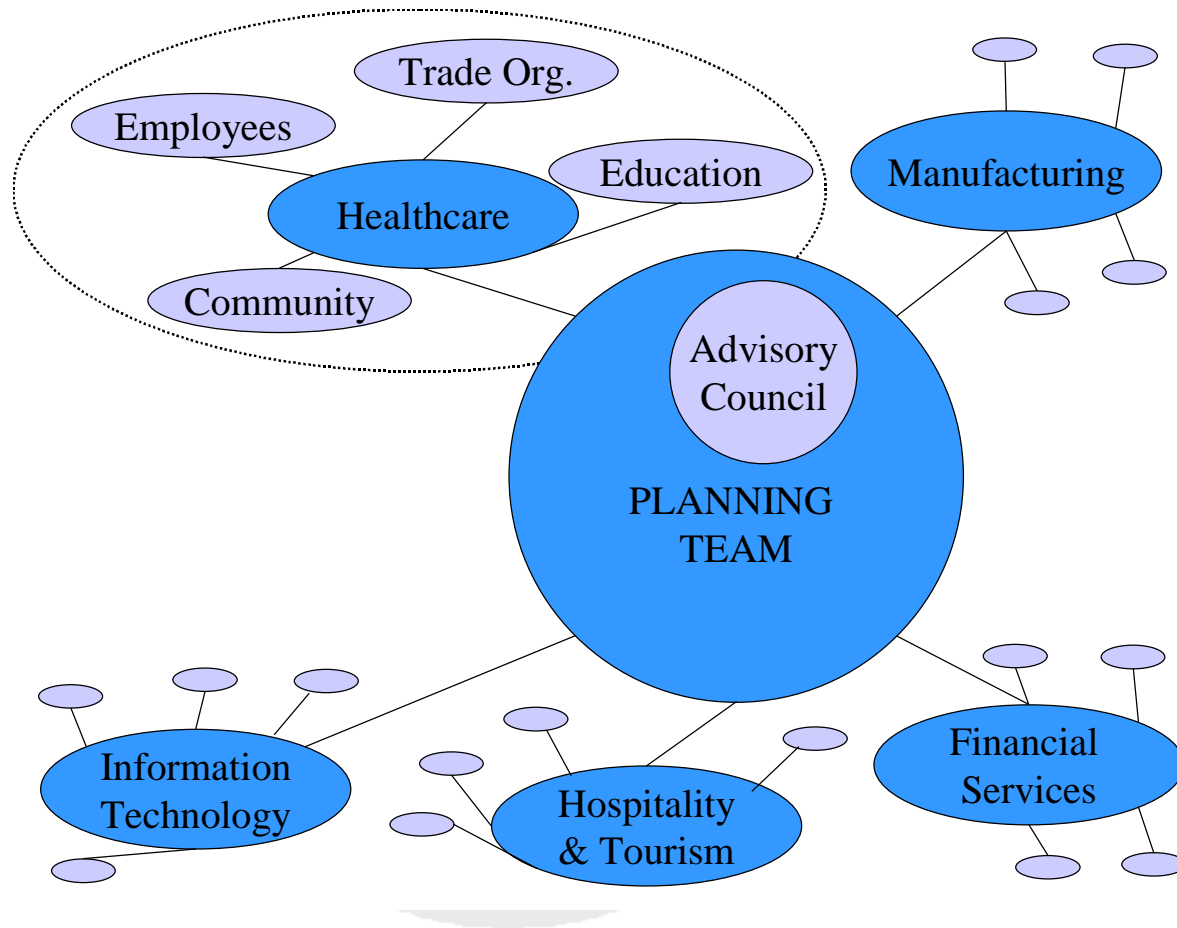 Trade Org.
Employees
Education
Healthcare
Community
Manufacturing
Advisory
Council
PLANNING
TEAM
Information
Technology
Hospitality
& Tourism
Financial
Services